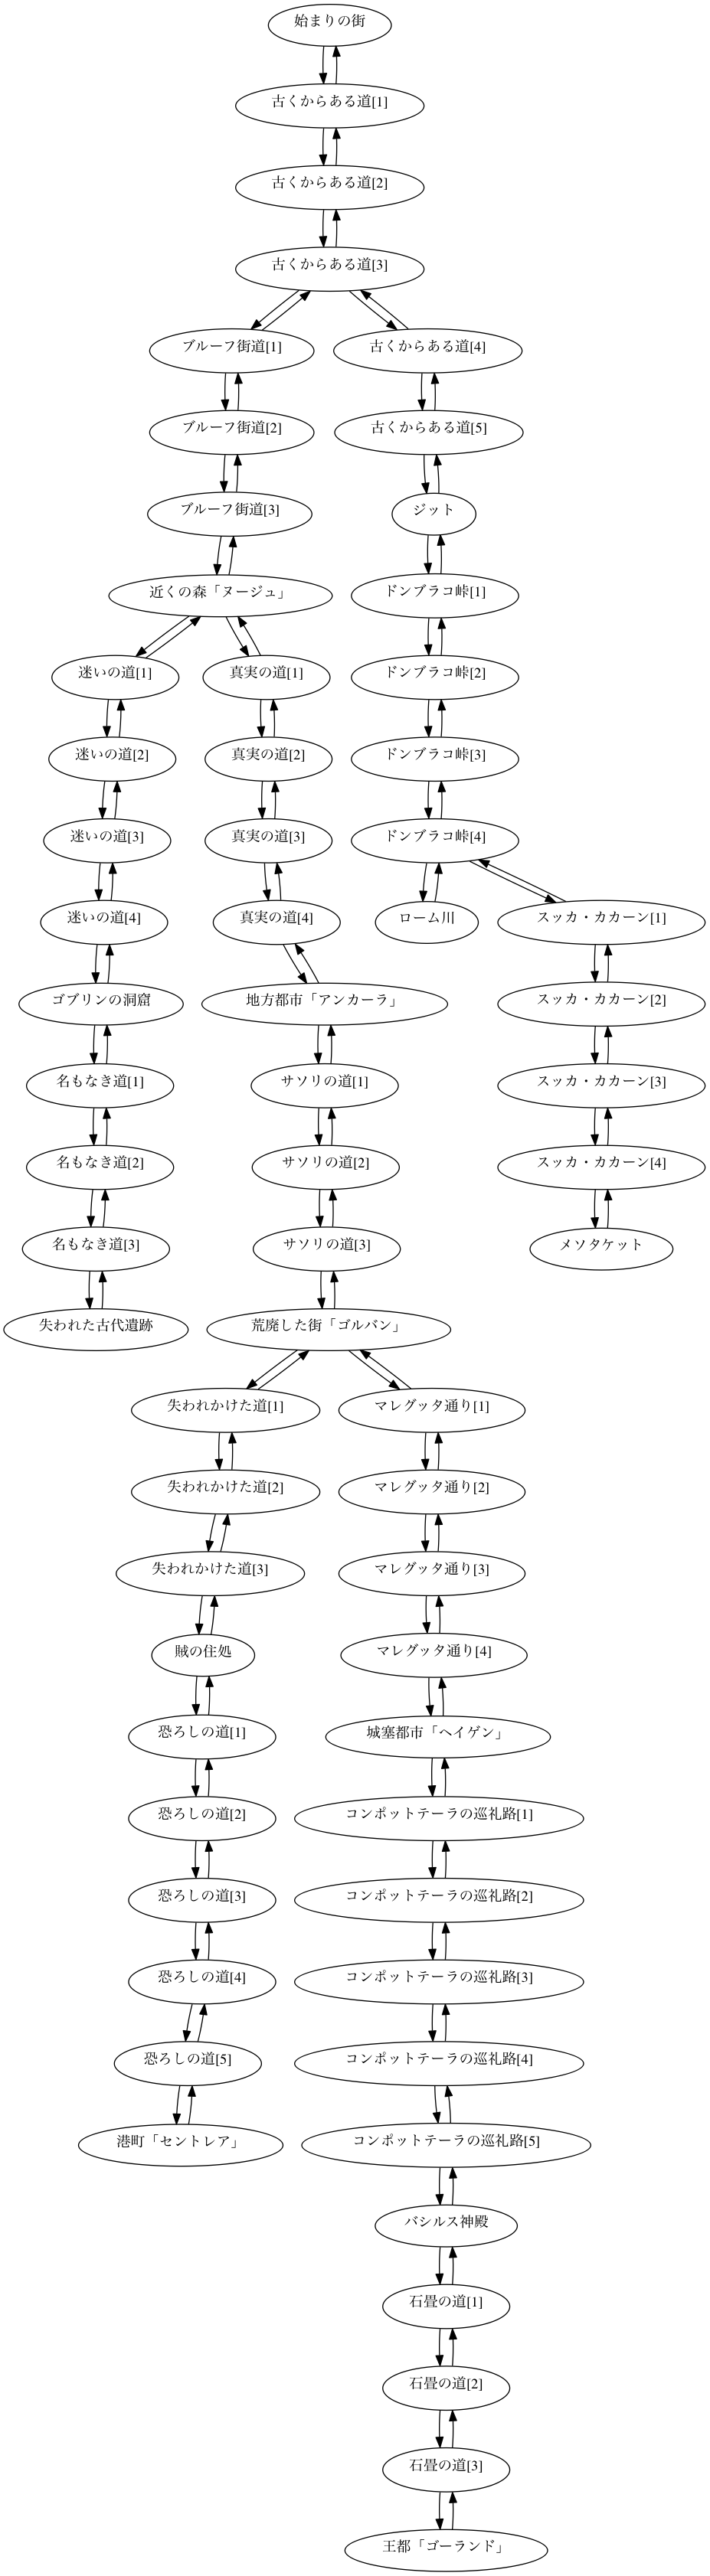 始まりの街
古くからある道[1]
古くからある道[2]
古くからある道[3]
ブルーフ街道[1]
古くからある道[4]
ブルーフ街道[2]
古くからある道[5]
ブルーフ街道[3]
ジット
近くの森「ヌージュ」
ドンブラコ峠[1]
迷いの道[1]
真実の道[1]
ドンブラコ峠[2]
迷いの道[2]
真実の道[2]
ドンブラコ峠[3]
迷いの道[3]
真実の道[3]
ドンブラコ峠[4]
迷いの道[4]
真実の道[4]
ローム川
スッカ・カカーン[1]
ゴブリンの洞窟
地方都市「アンカーラ」
スッカ・カカーン[2]
名もなき道[1]
サソリの道[1]
スッカ・カカーン[3]
名もなき道[2]
サソリの道[2]
スッカ・カカーン[4]
名もなき道[3]
サソリの道[3]
メソタケット
失われた古代遺跡
荒廃した街「ゴルバン」
失われかけた道[1]
マレグッタ通り[1]
失われかけた道[2]
マレグッタ通り[2]
失われかけた道[3]
マレグッタ通り[3]
賊の住処
マレグッタ通り[4]
恐ろしの道[1]
城塞都市「ヘイゲン」
恐ろしの道[2]
コンポットテーラの巡礼路[1]
恐ろしの道[3]
コンポットテーラの巡礼路[2]
恐ろしの道[4]
コンポットテーラの巡礼路[3]
恐ろしの道[5]
コンポットテーラの巡礼路[4]
港町「セントレア」
コンポットテーラの巡礼路[5]
バシルス神殿
石畳の道[1]
石畳の道[2]
石畳の道[3]
王都「ゴーランド」